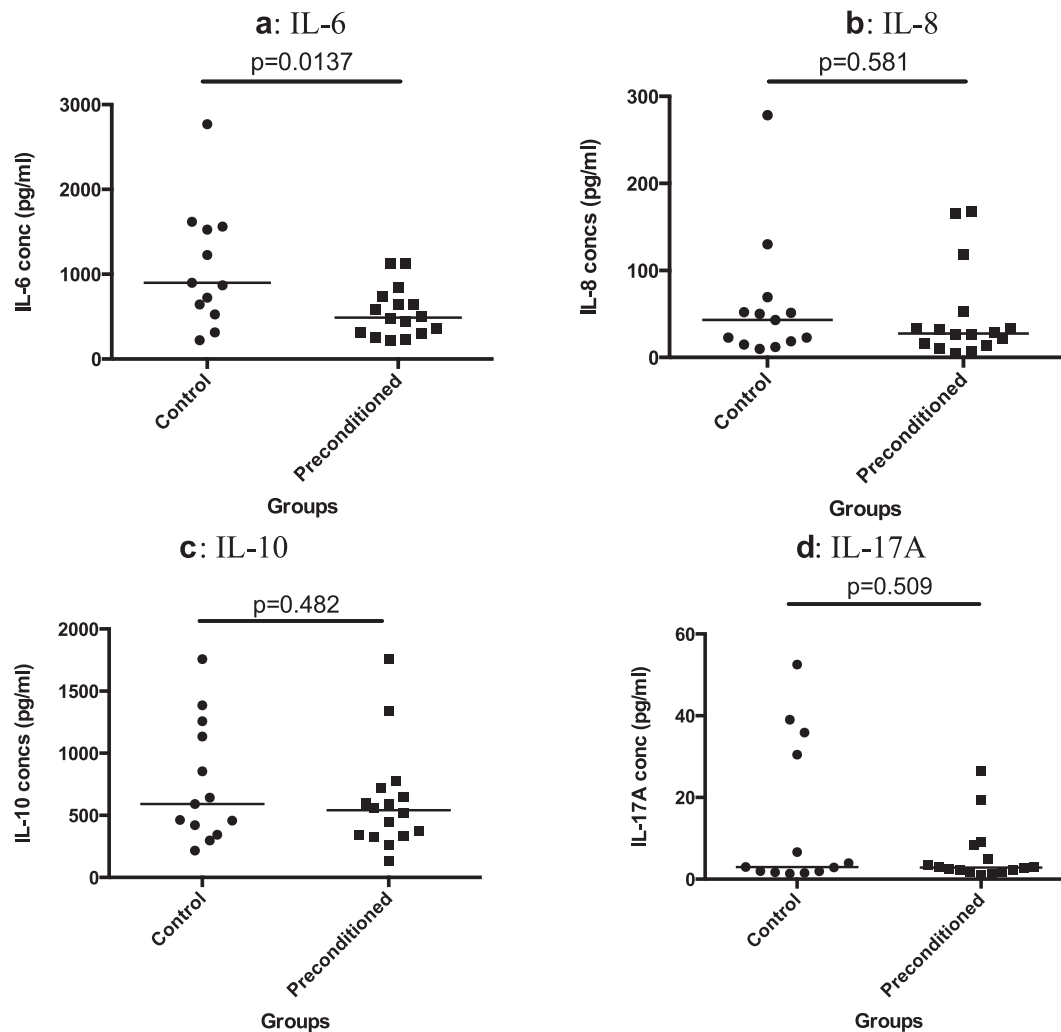 a: IL-6
p=0.0137
3000
2000
1000
0
IL-6 conc (pg/ml)
Control
Preconditioned
Groups
b: IL-8
p=0.581
300
200
100
0
IL-8 concs (pg/ml)
Control
Preconditioned
Groups
c: IL-10
p=0.482
2000
1500
1000
500
0
IL-10 concs (pg/ml)
Control
Preconditioned
Groups
d: IL-17A
p=0.509
60
40
20
0
IL-17A conc (pg/ml)
Control
Preconditioned
Groups